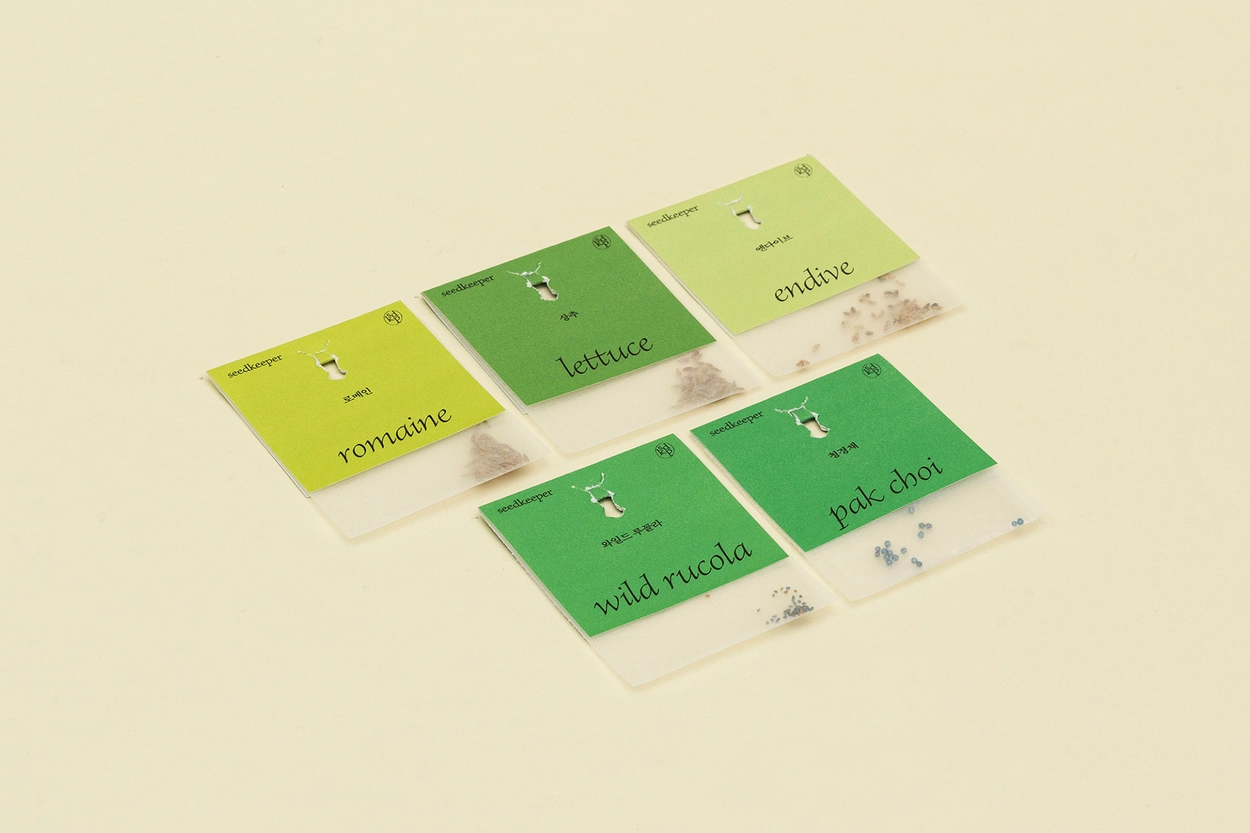 seedkeeper
로메인
romaine
seedkeeper
상추
lettuce
seedkeeper
엔다이브
endive
seedkeeper
와일드 루꼴라
wild rucola
seedkeeper
청경채
pak choi